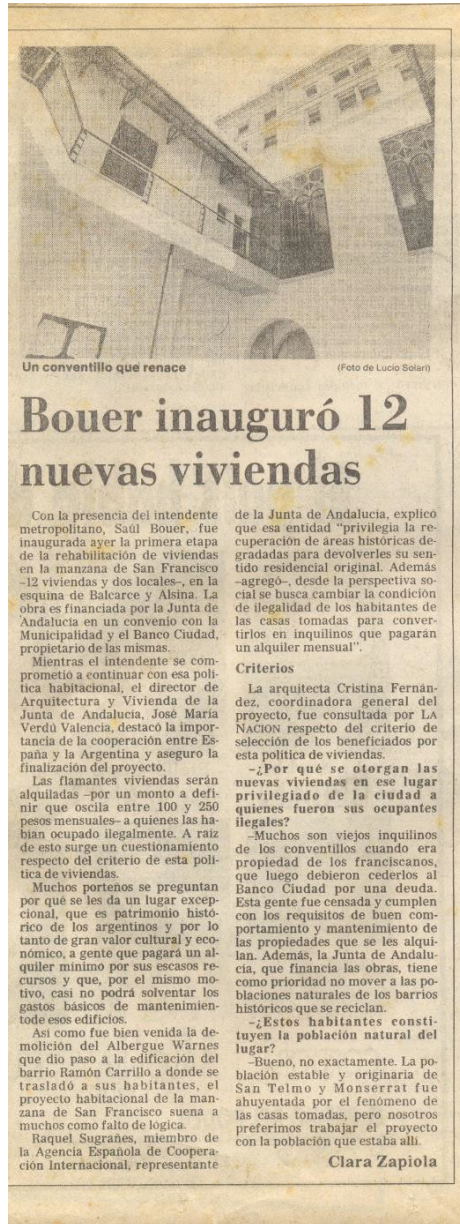 Un conventillo que renace
(Foto de Lucio Solari)
Bouer inauguró 12
nuevas viviendas
Con la presencia del intendente
metropolitano, Saúl Bouer, fue
inaugurada ayer la primera etapa
de la rehabilitación de viviendas
en la manzana de San Francisco
–12 viviendas y dos locales–, en la
esquina de Balcarce y Alsina. La
obra es financiada por la Junta de
Andalucía en un convenio con la
Municipalidad y el Banco Ciudad,
propietario de las mismas.
Mientras el intendente se com-
prometió a continuar con esa polí-
tica habitacional, el director de
Arquitectura y Vivienda de la
Junta de Andalucía, José María
Verdú Valencia, destacó la impor-
tancia de la cooperación entre Es-
paña y la Argentina y aseguro la
finalización del proyecto.
Las flamantes viviendas serán
alquiladas –por un monto a defi-
nir que oscila entre 100 y 250
pesos mensuales– a quienes las ha-
bían ocupado ilegalmente. A raíz
de esto surge un cuestionamiento
respecto del criterio de esta polí-
tica de viviendas.
Muchos porteños se preguntan
por qué se les da un lugar excep-
cional, que es patrimonio histó-
rico de los argentinos y por lo
tanto de gran valor cultural y eco-
nómico, a gente que pagará un al-
quiler mínimo por sus escasos re-
cursos y que, por el mismo mo-
tivo, casi no podrá solventar los
gastos básicos de mantenimien-
tode esos edificios.
Así como fue bien venida la de-
molición del Albergue Warnes
que dio paso a la edificación del
barrio Ramón Carrillo a donde se
trasladó a sus habitantes, el
proyecto habitacional de la man-
zana de San Francisco suena a
muchos como falto de lógica.
Raquel Sugrañes, miembro de
la Agencia Española de Coopera-
ción Internacional, representante
de la Junta de Andalucía, explicó
que esa entidad "privilegia la re-
cuperación de áreas históricas de-
gradadas para devolverles su sen-
tido residencial original. Además
–agregó–, desde la perspectiva so-
cial se busca cambiar la condición
de ilegalidad de los habitantes de
las casas tomadas para conver-
tirlos en inquilinos que pagarán
un alquiler mensual".
Criterios
La arquitecta Cristina Fernán-
dez, coordinadora general del
proyecto, fue consultada por LA
NACION respecto del criterio de
selección de los beneficiados por
esta política de viviendas.
–¿Por qué se otorgan las
nuevas viviendas en ese lugar
privilegiado de la ciudad a
quienes fueron sus ocupantes
ilegales?
–Muchos son viejos inquilinos
de los conventillos cuando era
propiedad de los franciscanos,
que luego debieron cederlos al
Banco Ciudad por una deuda.
Esta gente fue censada y cumplen
con los requisitos de buen com-
portamiento y mantenimiento de
las propiedades que se les alqui-
lan. Además, la Junta de Andalu-
cía, que financia las obras, tiene
como prioridad no mover a las po-
blaciones naturales de los barrios
históricos que se reciclan.
–¿Estos habitantes consti-
tuyen la población natural del
lugar?
–Bueno, no exactamente. La po-
blación estable y originaria de
San Telmo y Monserrat fue
ahuyentada por el fenómeno de
las casas tomadas, pero nosotros
preferimos trabajar el proyecto
con la población que estaba allí.
Clara Zapiola